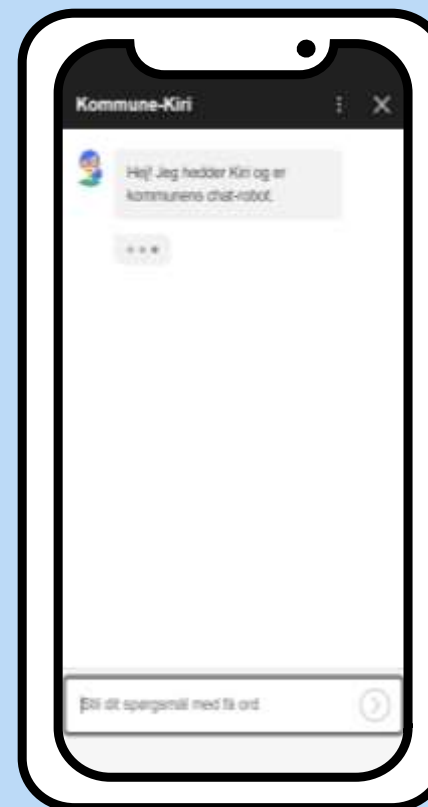 Kommune-Kiri
Hej! Jeg hedder Kiri og er
kommunens chat-robot.
Stil dit spørgsmål med få ord